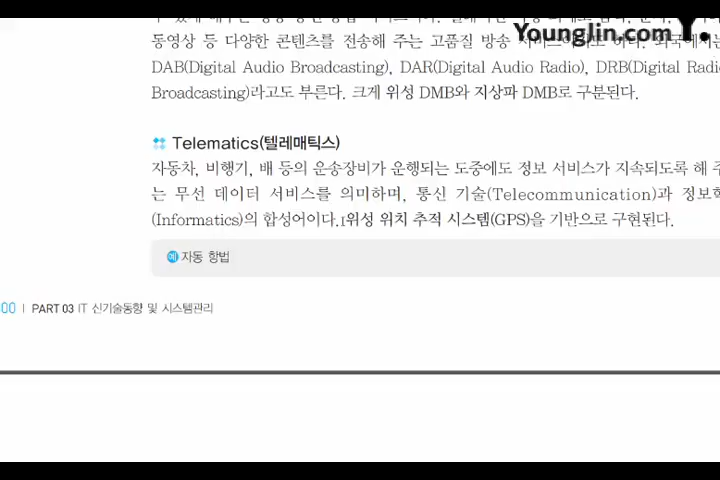 Younglin.com Y.
동영상 등 다양한 콘텐츠를 전송해 주는 고품질 방송
DAB(Digital Audio Broadcasting), DAR(Digital Audio Radio), DRB(Digital Radio
Broadcasting)라고도 부른다. 크게 위성 DMB와 지상파 DMB로 구분된다.
Telematics(텔레매틱스)
자동차, 비행기, 배 등의 운송장비가 운행되는 도중에도 정보 서비스가 지속되도록 해 주
는 무선 데이터 서비스를 의미하며, 통신 기술(Telecommunication)과 정보학
(Informatics)의 합성어이다. 위성 위치 추적 시스템(GPS)을 기반으로 구현된다.
예 자동 항법
00 | PART 03 IT 신기술동향 및 시스템관리